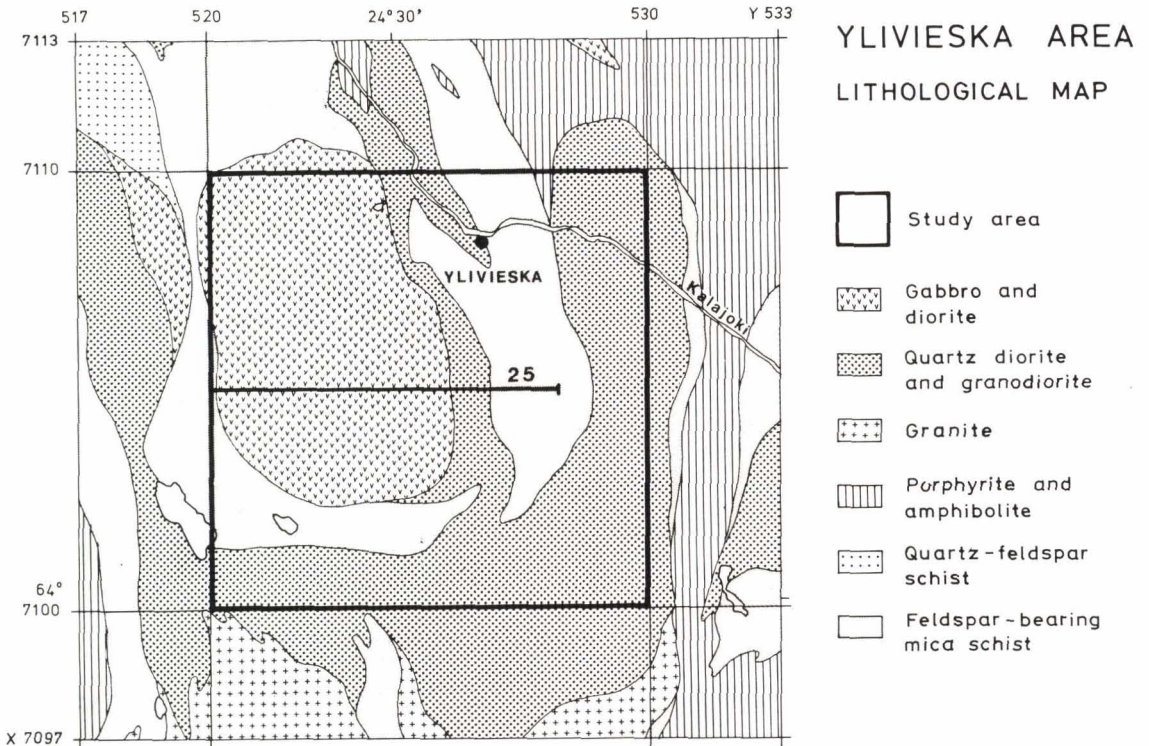 517 520 24°30' 530 Y 533
7113
7110
64°
7100
X 7097
YLIVIESKA
Kalajoki
25
YLIVIESKA AREA
LITHOLOGICAL MAP
Study area
Gabbro and
diorite
Quartz diorite
and granodiorite
Granite
Porphyrite and
amphibolite
Quartz-feldspar
schist
Feldspar-bearing
mica schist